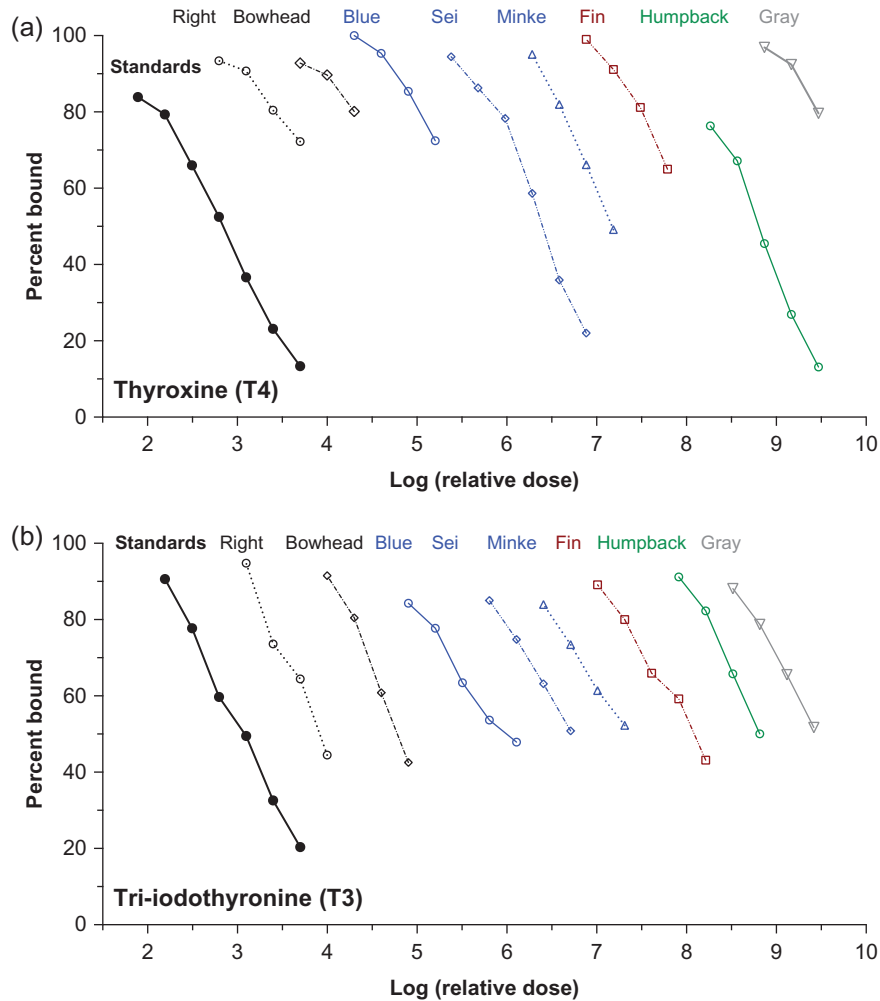 (a)
Right Bowhead Blue Sei Minke Fin Humpback Gray
100
Standards
80
60
40
20
0
Percent bound
Thyroxine (T4)
2 3 4 5 6 7 8 9 10
Log (relative dose)
(b)
100
Standards Right Bowhead Blue Sei Minke Fin Humpback Gray
80
60
40
20
0
Percent bound
Tri-iodothyronine (T3)
2 3 4 5 6 7 8 9 10
Log (relative dose)